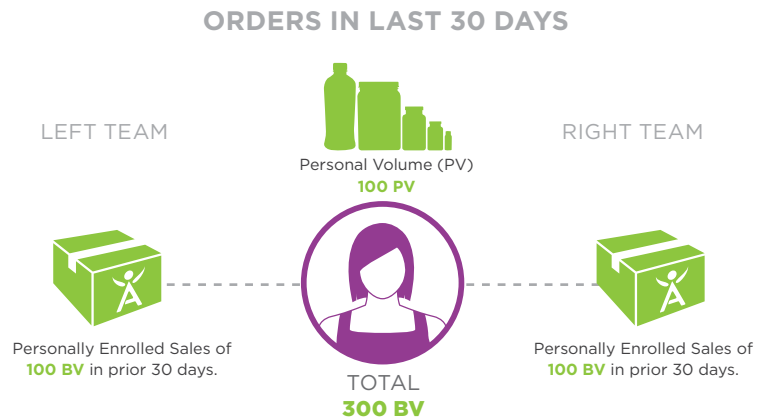 ORDERS IN LAST 30 DAYS
LEFT TEAM
RIGHT TEAM
Personal Volume (PV)
100 PV
Personally Enrolled Sales of
100 BV in prior 30 days.
Personally Enrolled Sales of
100 BV in prior 30 days.
TOTAL
300 BV